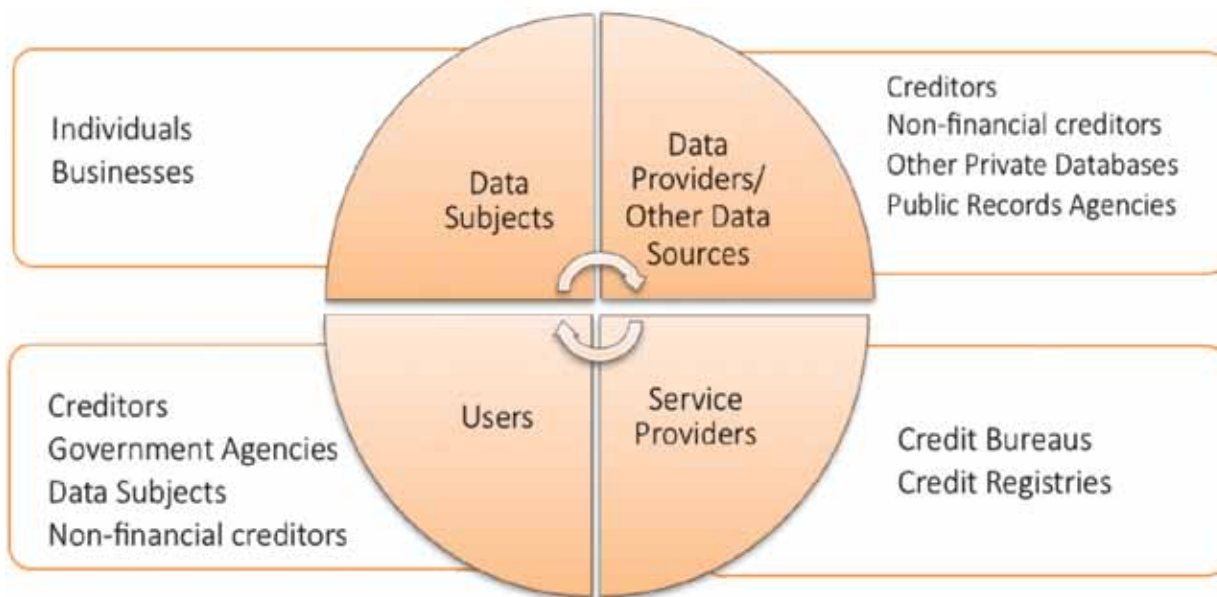 Individuals
Businesses
Data
Subjects
Data
Providers/
Other Data
Sources
Creditors
Non-financial creditors
Other Private Databases
Public Records Agencies
Creditors
Government Agencies
Data Subjects
Non-financial creditors
Users
Service
Providers
Credit Bureaus
Credit Registries